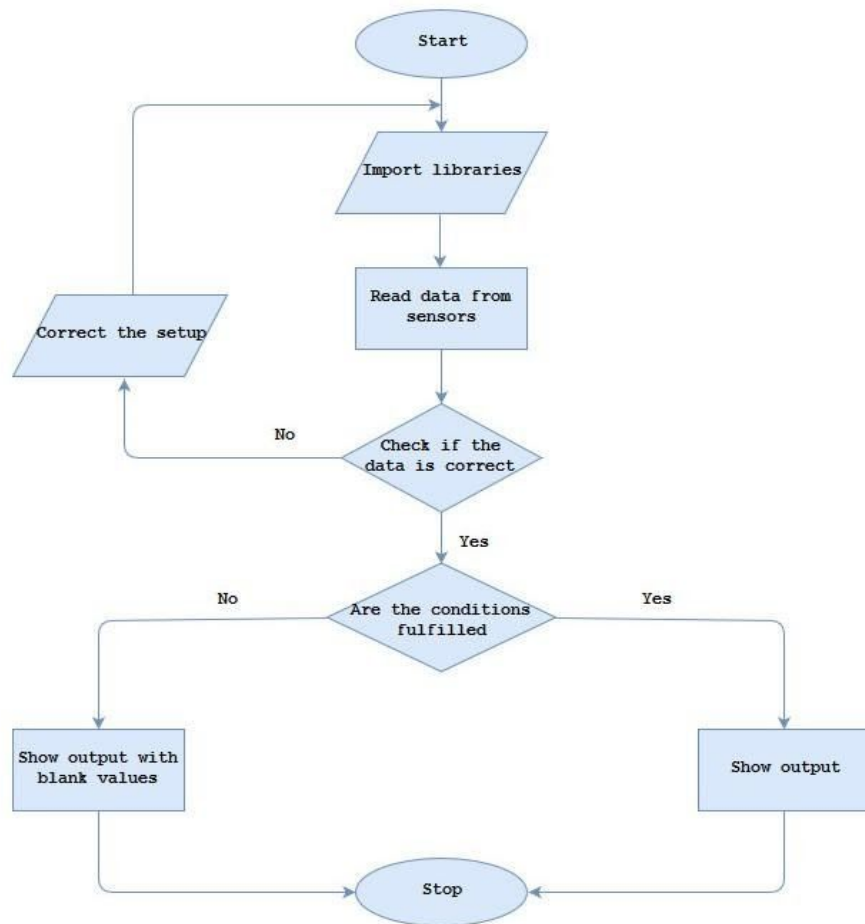 Start
Import libraries
Read data from
sensors
Correct the setup
No
Check if the
data is correct
Yes
No
Are the conditions
fulfilled
Yes
Show output with
blank values
Show output
Stop